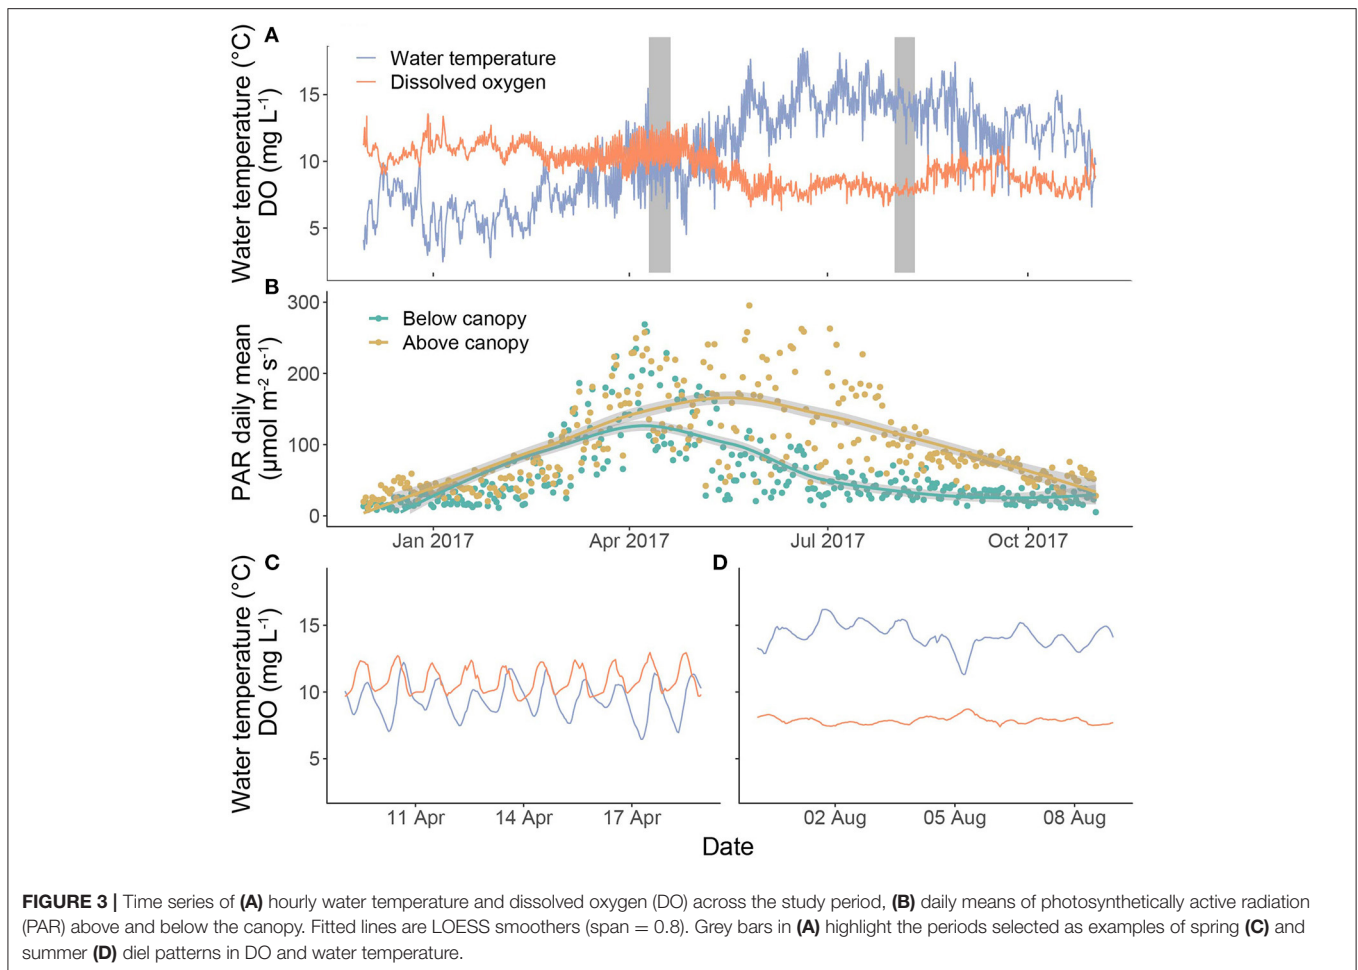 A
Water temperature (°C)
DO (mg L-1)
Water temperature
Dissolved oxygen
15
10
5
B
PAR daily mean
(µmol m-2 s-1)
Below canopy
Above canopy
300
200
100
0
Jan 2017 Apr 2017 Jul 2017 Oct 2017
C
D
Water temperature (°C)
DO (mg L-1)
15
10
5
11 Apr 14 Apr 17 Apr 02 Aug 05 Aug 08 Aug
Date
FIGURE 3 | Time series of (A) hourly water temperature and dissolved oxygen (DO) across the study period, (B) daily means of photosynthetically active radiation
(PAR) above and below the canopy. Fitted lines are LOESS smoothers (span = 0.8). Grey bars in (A) highlight the periods selected as examples of spring (C) and
summer (D) diel patterns in DO and water temperature.